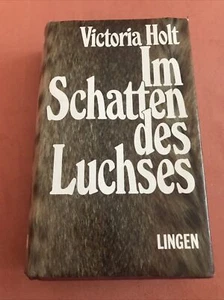 Victoria Holt
Im
Schatten
des
Luchses
LINGEN